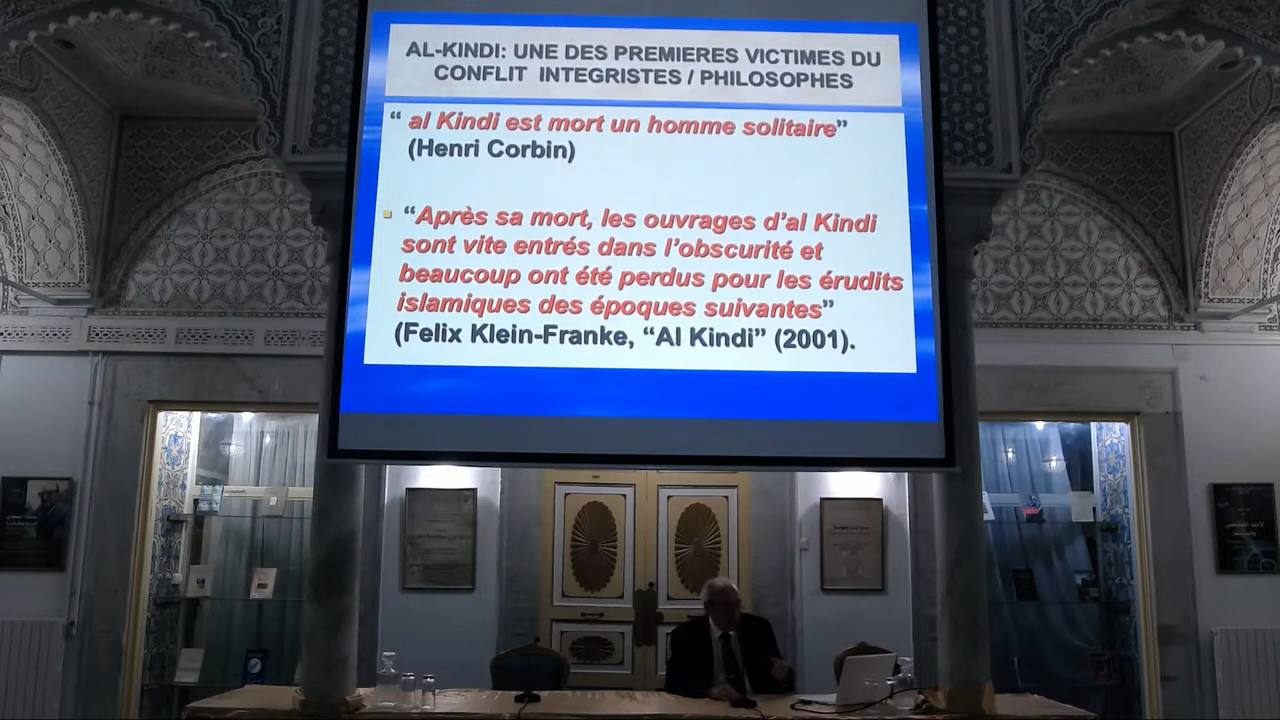 AL-KINDI: UNE DES PREMIERES VICTIMES DU
CONFLIT INTEGRISTES / PHILOSOPHES
“ al Kindi est mort un homme solitaire”
(Henri Corbin)
“Après sa mort, les ouvrages d’al Kindi
sont vite entrés dans l’obscurité et
beaucoup ont été perdus pour les érudits
islamiques des époques suivantes”
(Felix Klein-Franke, “Al Kindi” (2001).